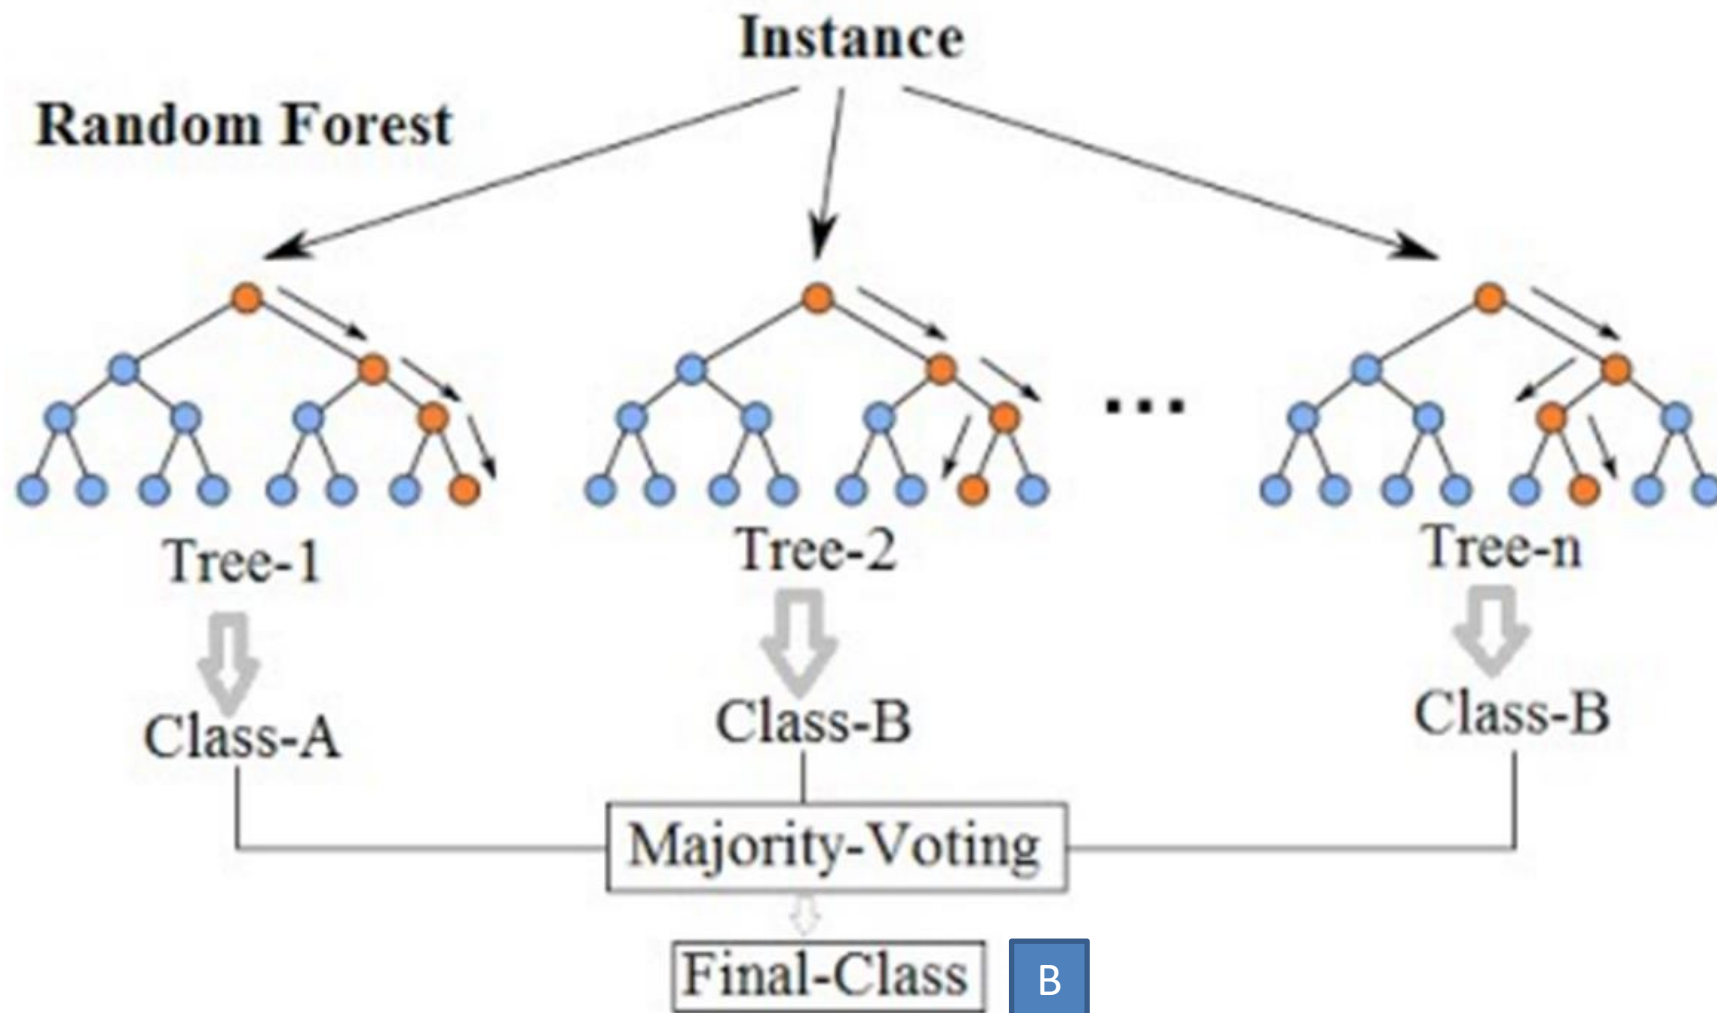 Instance
Random Forest
...
Tree-1
Tree-2
Tree-n
Class-A
Class-B
Class-B
Majority-Voting
Final-Class
B